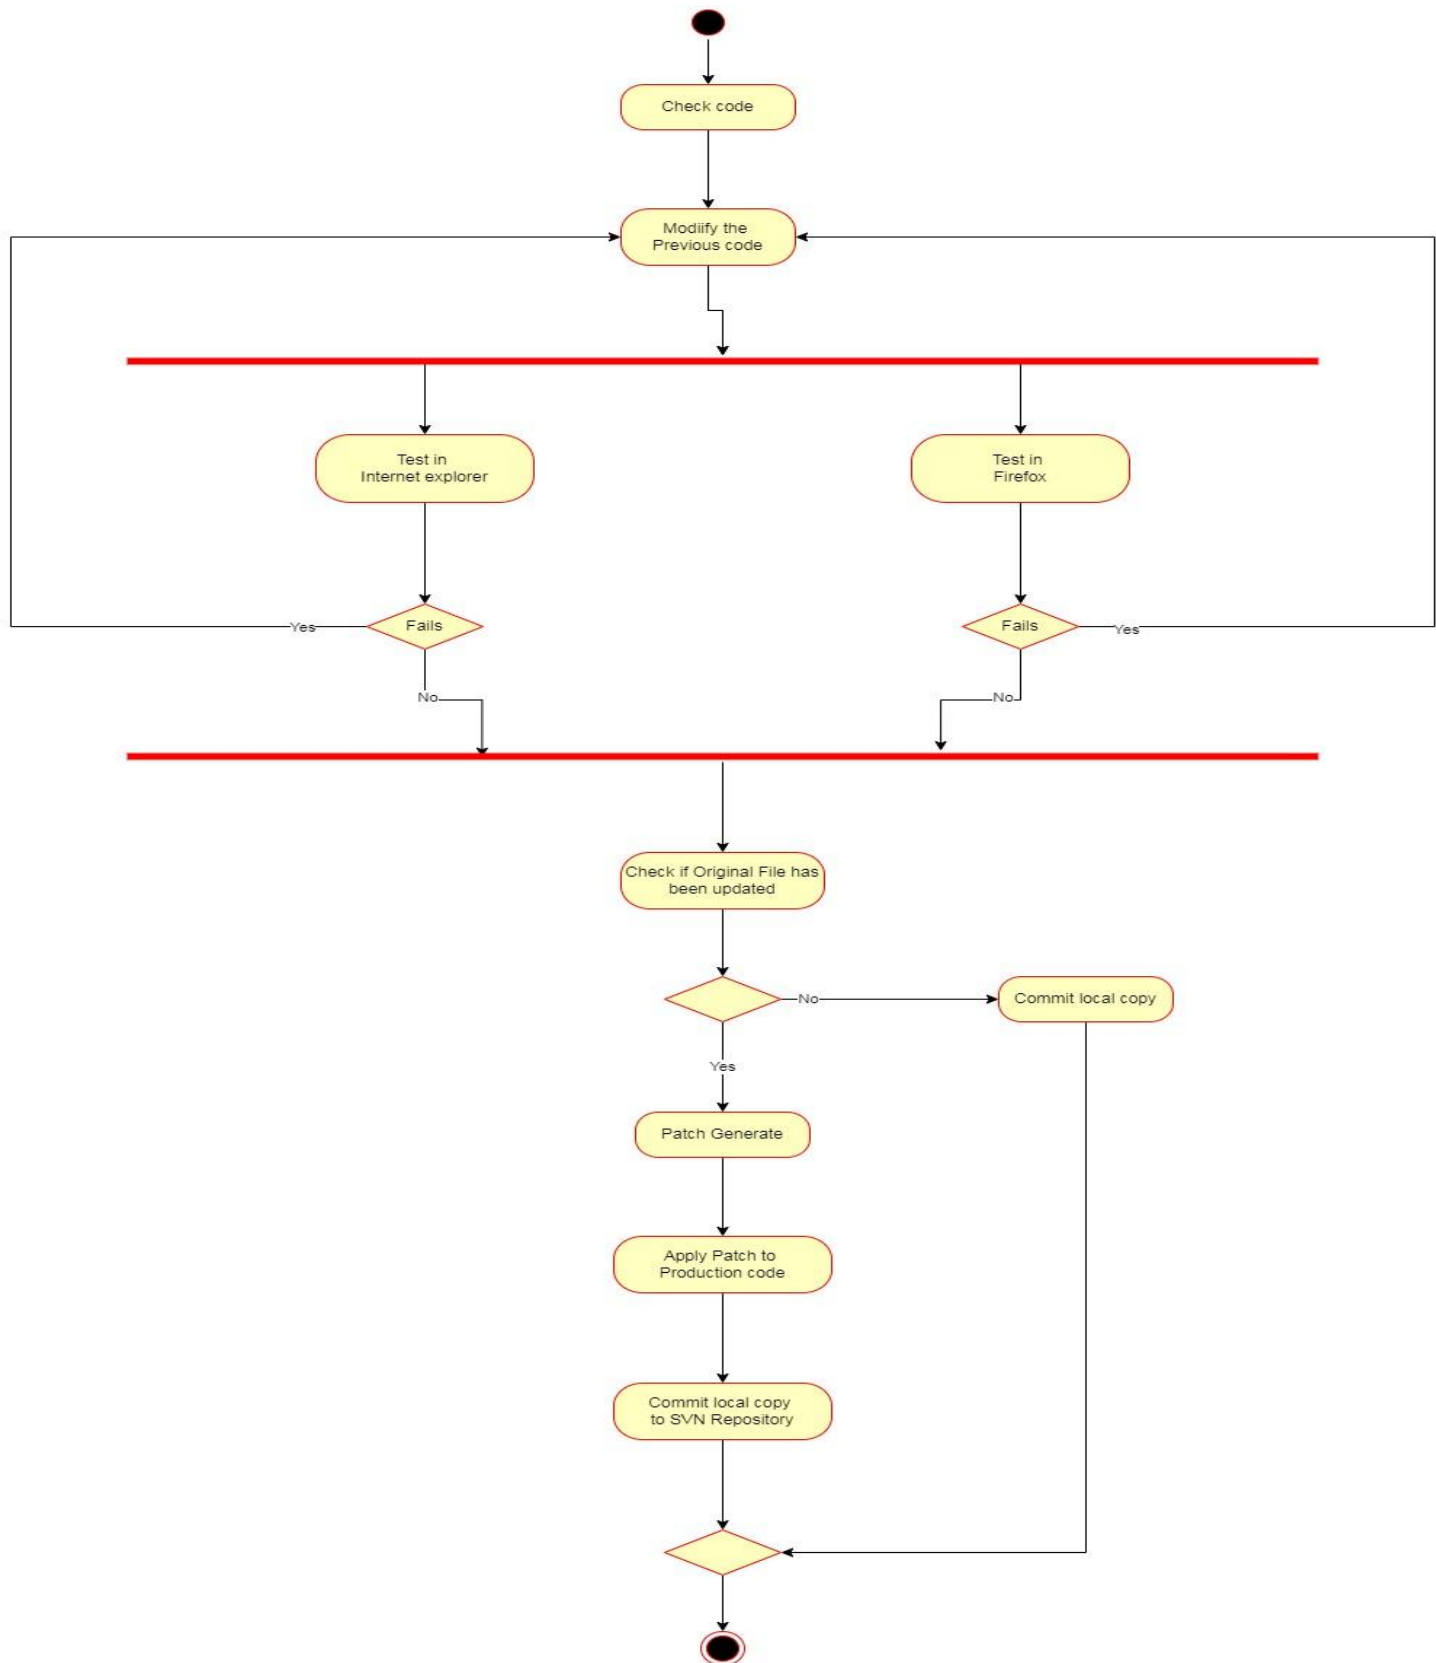 Check code
Modiify the
Previous code
Test in
Internet explorer
Test in
Firefox
Fails
Yes
Fails
Yes
No
No
Check if Original File has
been updated
No
Commit local copy
Yes
Patch Generate
Apply Patch to
Production code
Commit local copy
to SVN Repository